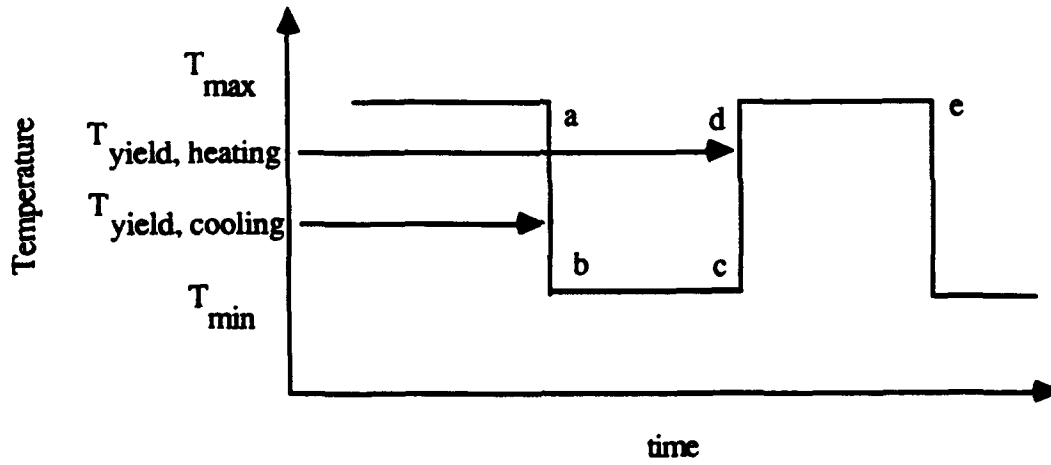 T max
a
d
e
T yield, heating
T yield, cooling
b
c
T min
Temperature
time